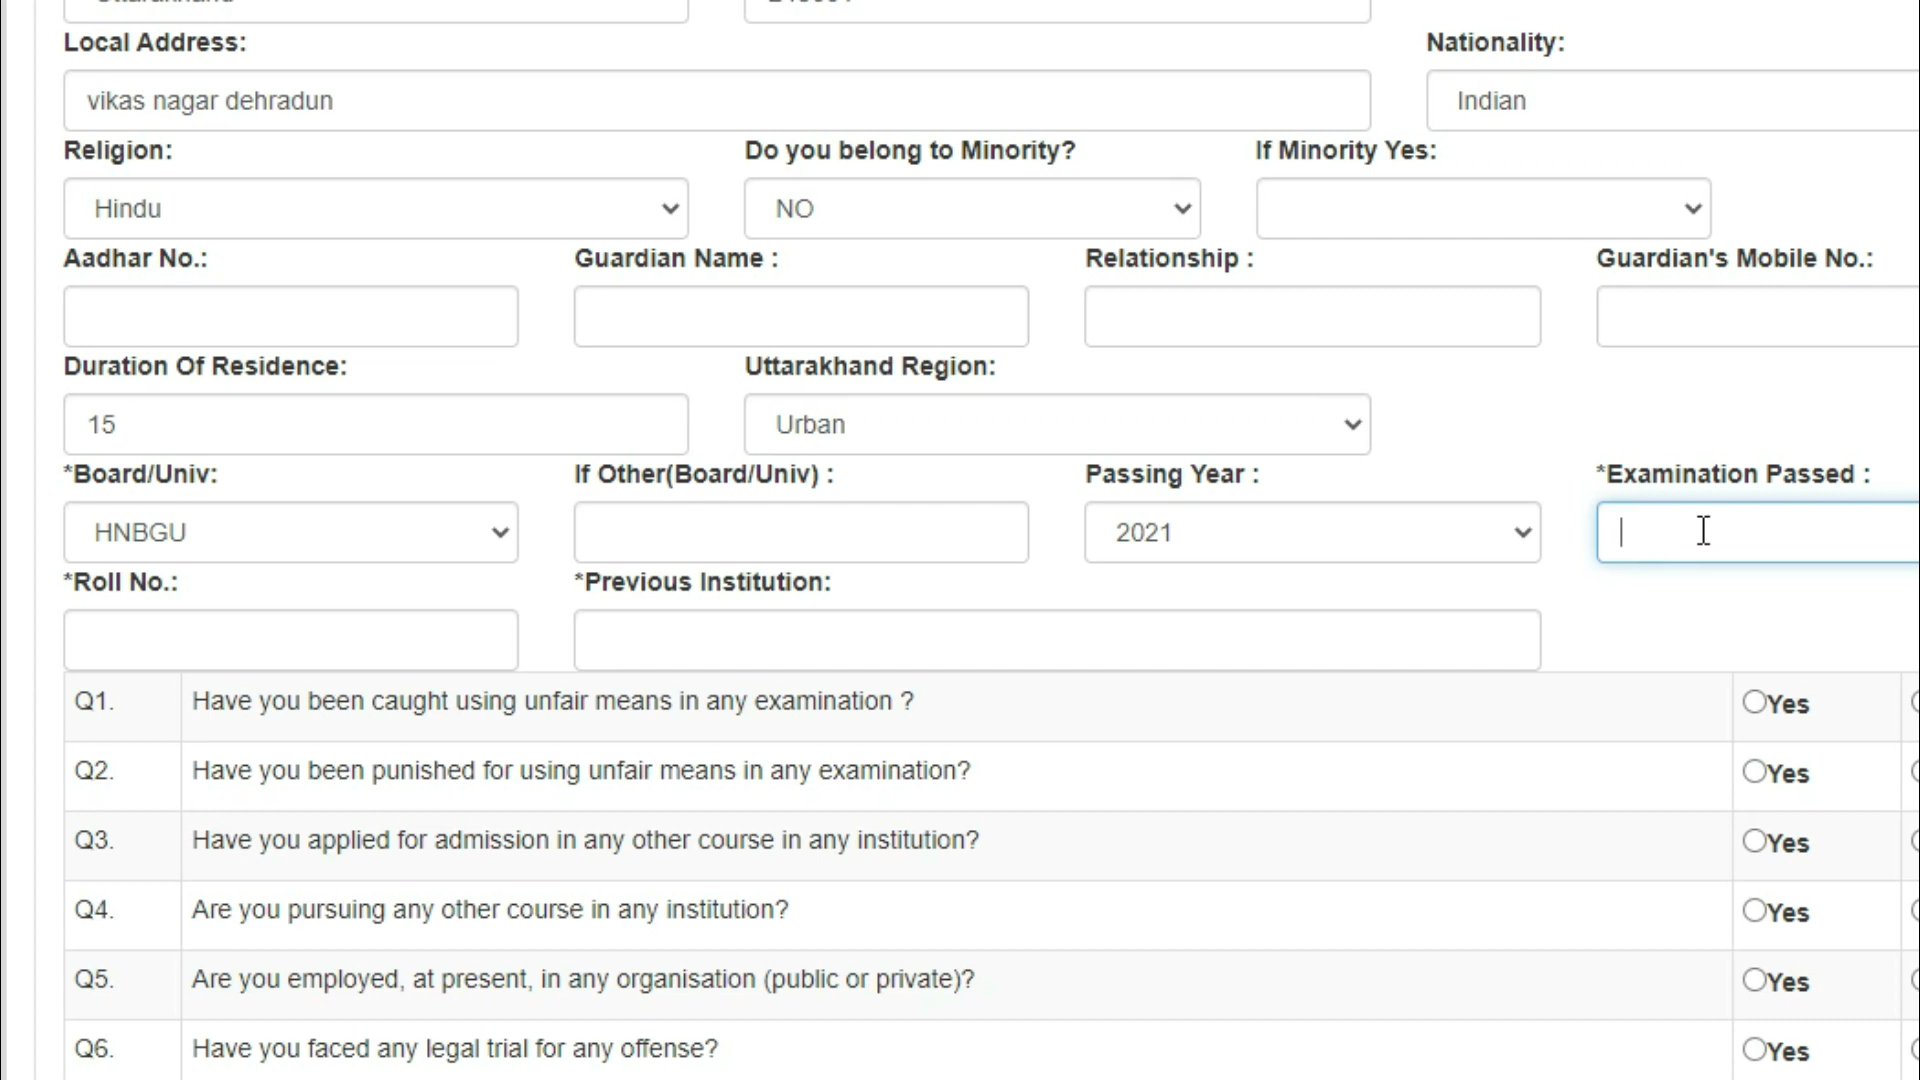 Local Address: Nationality:
vikas nagar dehradun Indian
Religion: Do you belong to Minority? If Minority Yes:
Hindu NO
Aadhar No.: Guardian Name : Relationship : Guardian's Mobile No.:
Duration Of Residence: Uttarakhand Region:
15 Urban
*Board/Univ: If Other(Board/Univ) : Passing Year : *Examination Passed :
HNBGU 2021
*Roll No.: *Previous Institution:
Q1. Have you been caught using unfair means in any examination ? Yes
Q2. Have you been punished for using unfair means in any examination? Yes
Q3. Have you applied for admission in any other course in any institution? Yes
Q4. Are you pursuing any other course in any institution? Yes
Q5. Are you employed, at present, in any organisation (public or private)? Yes
Q6. Have you faced any legal trial for any offense? Yes